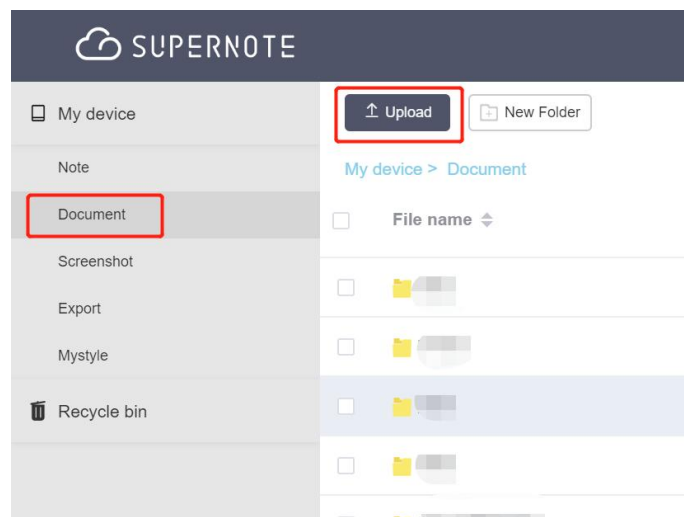 SUPERNOTE
My device
Note
Document
Screenshot
Export
Mystyle
Recycle bin
Upload
New Folder
My device > Document
File name